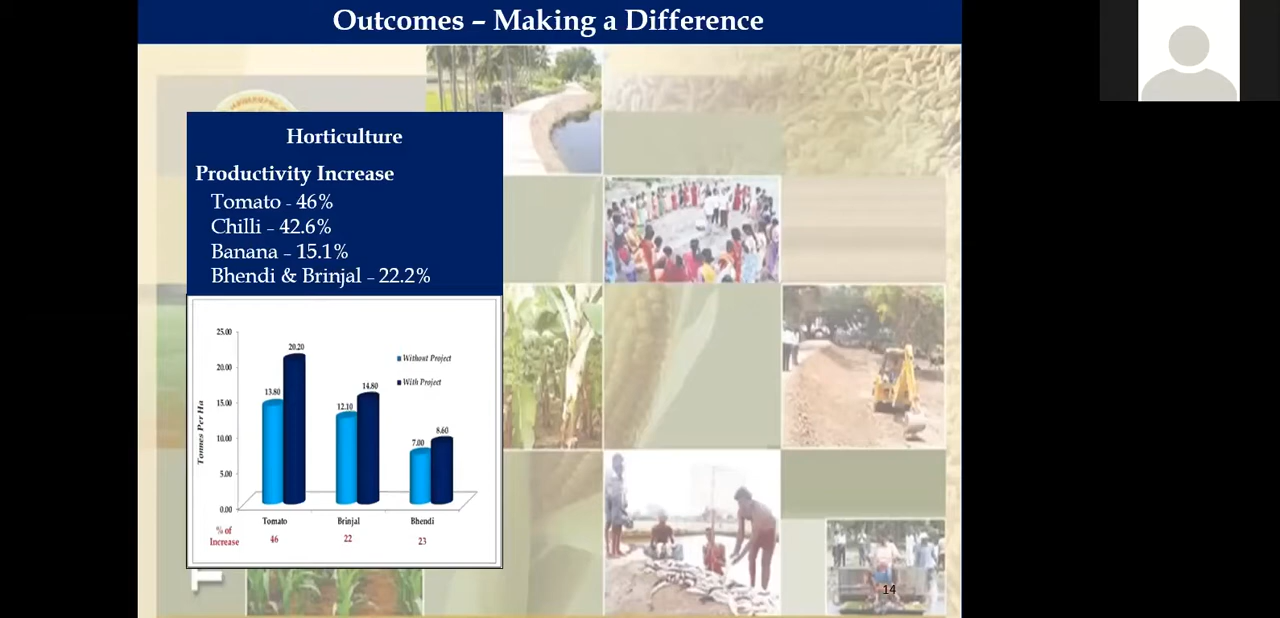 Outcomes – Making a Difference
Horticulture
Productivity Increase
Tomato - 46%
Chilli – 42.6%
Banana – 15.1%
Bhendi & Brinjal – 22.2%
25.00
20.00
15.00
10.00
5.00
0.00
Tonnes Per Ha
13.80
20.20
12.10
14.80
7.00
8.60
Without Project
With Project
Tomato
Brinjal
Bhendi
% of
Increase
46
22
23
14